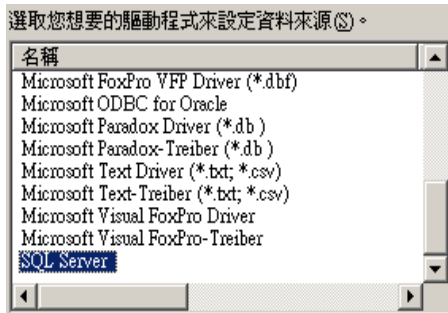 選取您想要的驅動程式來設定資料來源(S)。
名稱
Microsoft FoxPro VFP Driver (*.dbf)
Microsoft ODBC for Oracle
Microsoft Paradox Driver (*.db )
Microsoft Paradox-Treiber (*.db )
Microsoft Text Driver (*.txt; *.csv)
Microsoft Text-Treiber (*.txt; *.csv)
Microsoft Visual FoxPro Driver
Microsoft Visual FoxPro-Treiber
SQL Server